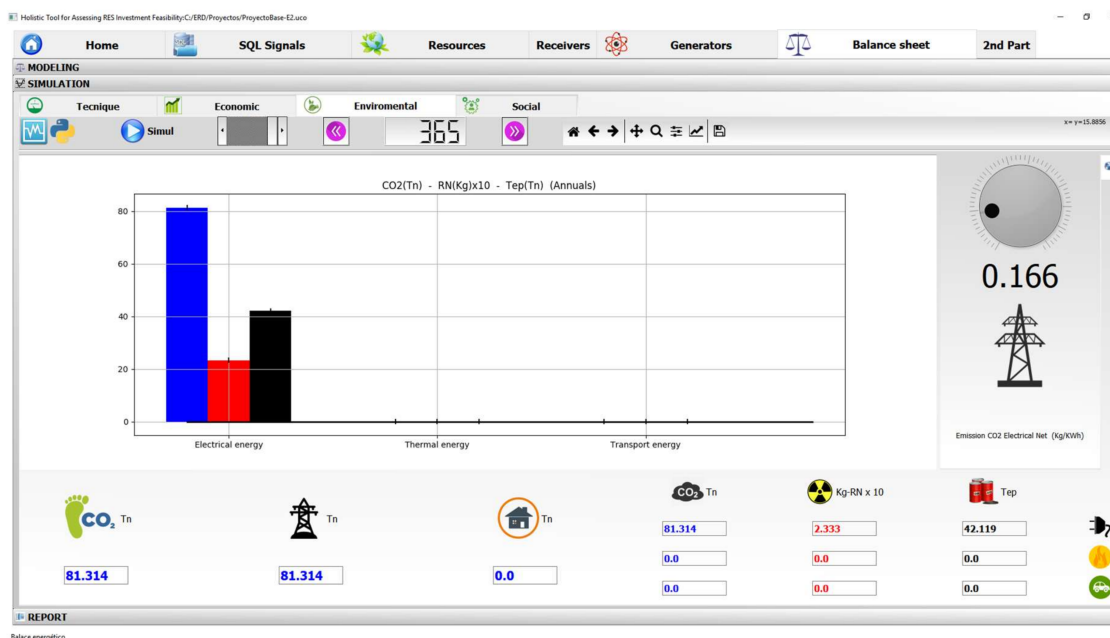 Holistic Tool for Assessing RES Investment Feasibility:C:/ERD/Proyectos/ProyectoBase-E2.uco
Home SQL Signals Resources Receivers Generators Balance sheet 2nd Part
MODELING
SIMULATION
Tecnique Economic Enviromental Social
Simul 365
x= y=15.8856
CO2(Tn) - RN(Kg)x10 - Tep(Tn) (Annuals)
80
60
40
20
0
Electrical energy Thermal energy Transport energy
0.166
Emission CO2 Electrical Net (Kg/KWh)
CO2 Tn Tn Tn
81.314 81.314 0.0
CO2 Tn Kg-RN x 10 Tep
81.314 2.333 42.119
0.0 0.0 0.0
0.0 0.0 0.0
REPORT
Balace energético